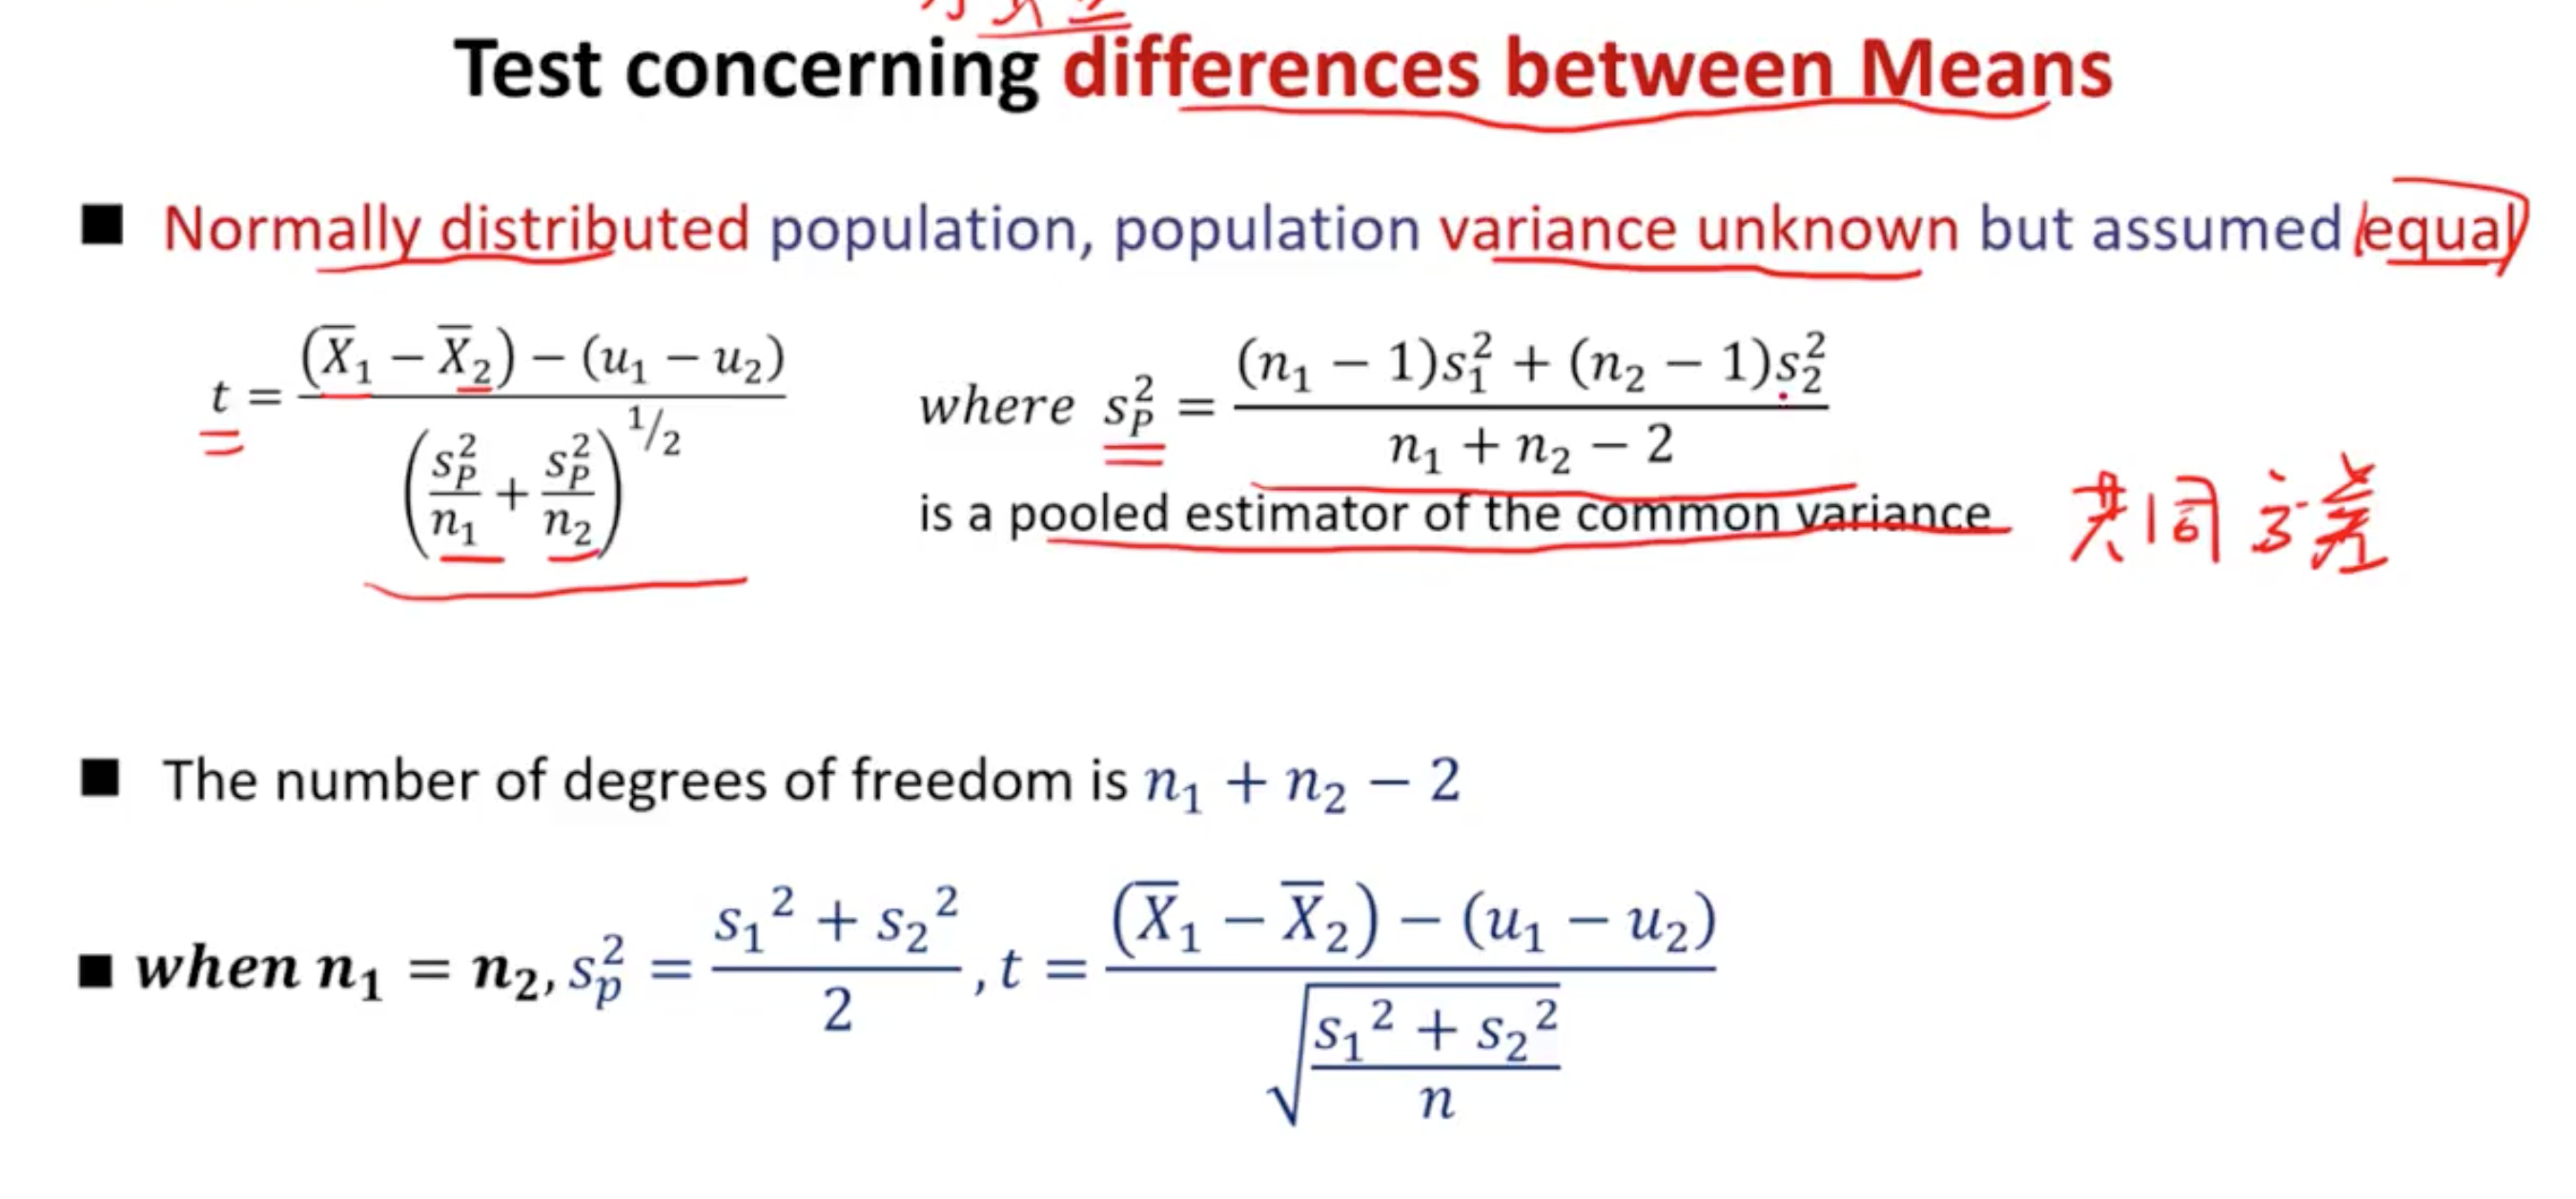 Test concerning differences between Means
■ Normally distributed population, population variance unknown but assumed equal
t = \frac{(\overline{X}_1 − \overline{X}_2) − (u_1 − u_2)}{\left(\frac{s_P^2}{n_1} + \frac{s_P^2}{n_2}\right)^{1/2}}
where s_P^2 = \frac{(n_1 − 1)s_1^2 + (n_2 − 1)s_2^2}{n_1 + n_2 − 2}
is a pooled estimator of the common variance
共同方差
■ The number of degrees of freedom is n_1 + n_2 − 2
■ when n_1 = n_2, s_p^2 = \frac{s_1^2 + s_2^2}{2}, t = \frac{(\overline{X}_1 − \overline{X}_2) − (u_1 − u_2)}{\sqrt{\frac{s_1^2 + s_2^2}{n}}}